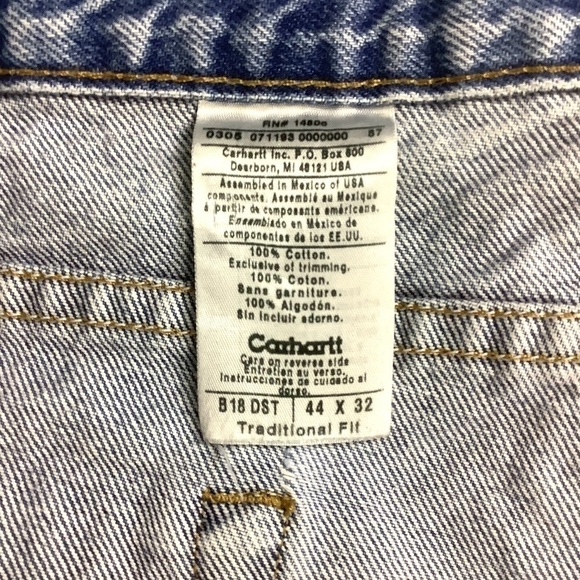 RN# 14806
0305 071193 0000000 57
Carhartt Inc. P.O. Box 600
Dearborn, MI 48121 USA
Assembled in Mexico of USA
components. Assemblé au Mexique
à partir de composants américans.
Ensamblado en México de
componentes de los EE.UU.
100% Cotton.
Exclusive of trimming.
100% Coton.
Sans garniture.
100% Algodón.
Sin incluir adorno.
Carhartt
Care on reverse side
Entretien au verso.
Instrucciones de cuidado al
dorso.
B18 DST 44 X 32
Traditional Fit